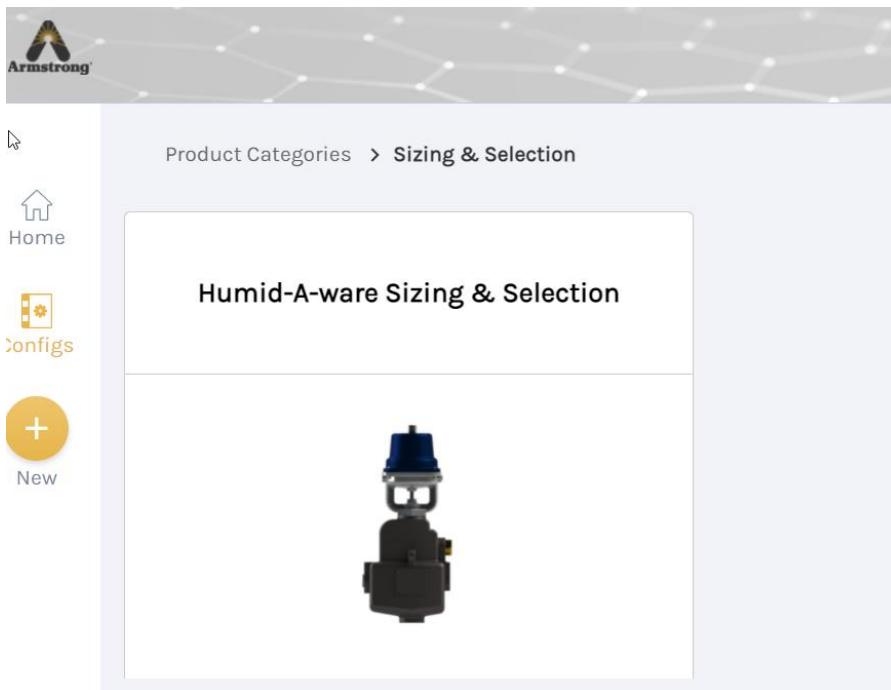 Armstrong
Product Categories > Sizing & Selection
Home
Humid-A-ware Sizing & Selection
Configs
New